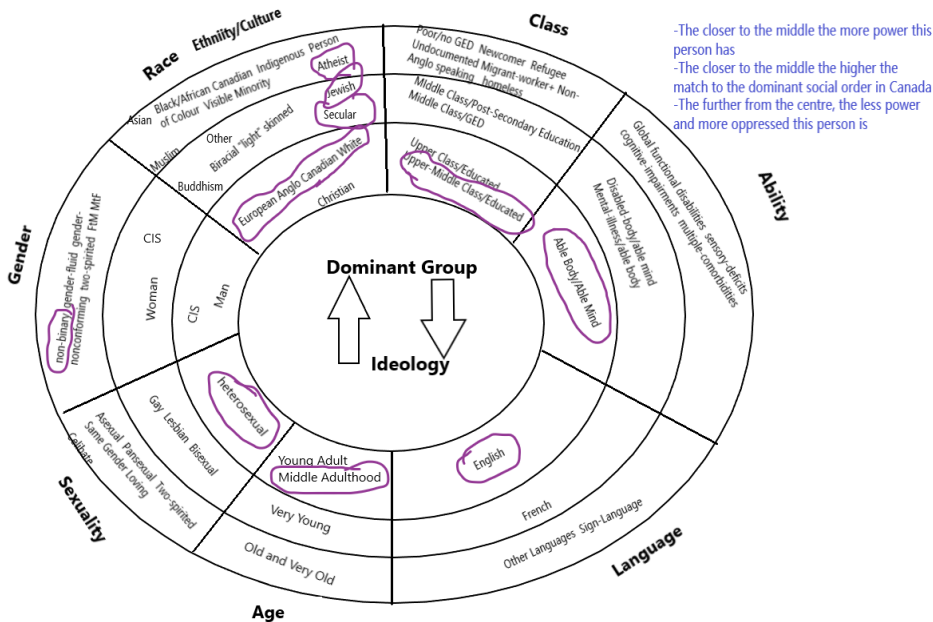 Class
Race Ethniity/Culture
-The closer to the middle the more power this
person has
-The closer to the middle the higher the
match to the dominant social order in Canada
-The further from the centre, the less power
and more oppressed this person is
Asian
Black/African Canadian Indigenous Person
of Colour Visible Minority
Atheist
Jewish
Secular
Muslim
Other
Biracial "light" skinned
Buddhism
European Anglo Canadian White
Christian
Poor/no GED Newcomer Refugee
Undocumented Migrant-worker+ Non-
Anglo speaking homeless
MIddle Class/Post-Secondary Education
Middle Class/GED
Upper Class/Educated
Upper-Middle Class/Educated
Ability
Global functional disabilities sensory-deficits
cognitive-impairments multiple-comorbidities
Disabled-body/able mind
Mental-illness/able body
Able Body/Able Mind
Gender
non-binary gender-fluid gender-
nonconforming two-spirited FtM MtF
CIS
Woman
CIS
Man
Dominant Group
Ideology
Sexuality
Celibate
Asexual Pansexual Two-spirited
Same Gender Loving
Gay Lesbian Bisexual
heterosexual
Young Adult
Middle Adulthood
Very Young
Old and Very Old
Age
English
French
Other Languages Sign-Language
Language